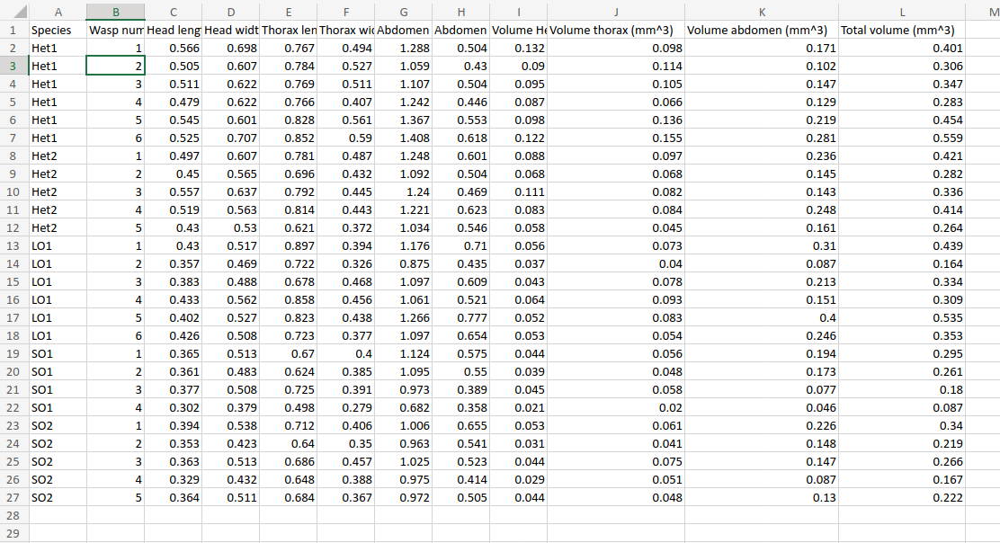 A B C D E F G H I J K L M
1 Species Wasp num Head leng Head widt Thorax len Thorax wid Abdomen Abdomen Volume He Volume thorax (mm^3) Volume abdomen (mm^3) Total volume (mm^3)
2 Het1 1 0.566 0.698 0.767 0.494 1.288 0.504 0.132 0.098 0.171 0.401
3 Het1 2 0.505 0.607 0.784 0.527 1.059 0.43 0.09 0.114 0.102 0.306
4 Het1 3 0.511 0.622 0.769 0.511 1.107 0.504 0.095 0.105 0.147 0.347
5 Het1 4 0.479 0.622 0.766 0.407 1.242 0.446 0.087 0.066 0.129 0.283
6 Het1 5 0.545 0.601 0.828 0.561 1.367 0.553 0.098 0.136 0.219 0.454
7 Het1 6 0.525 0.707 0.852 0.59 1.408 0.618 0.122 0.155 0.281 0.559
8 Het2 1 0.497 0.607 0.781 0.487 1.248 0.601 0.088 0.097 0.236 0.421
9 Het2 2 0.45 0.565 0.696 0.432 1.092 0.504 0.068 0.068 0.145 0.282
10 Het2 3 0.557 0.637 0.792 0.445 1.24 0.469 0.111 0.082 0.143 0.336
11 Het2 4 0.519 0.563 0.814 0.443 1.221 0.623 0.083 0.084 0.248 0.414
12 Het2 5 0.43 0.53 0.621 0.372 1.034 0.546 0.058 0.045 0.161 0.264
13 LO1 1 0.43 0.517 0.897 0.394 1.176 0.71 0.056 0.073 0.31 0.439
14 LO1 2 0.357 0.469 0.722 0.326 0.875 0.435 0.037 0.04 0.087 0.164
15 LO1 3 0.383 0.488 0.678 0.468 1.097 0.609 0.043 0.078 0.213 0.334
16 LO1 4 0.433 0.562 0.858 0.456 1.061 0.521 0.064 0.093 0.151 0.309
17 LO1 5 0.402 0.527 0.823 0.438 1.266 0.777 0.052 0.083 0.4 0.535
18 LO1 6 0.426 0.508 0.723 0.377 1.097 0.654 0.053 0.054 0.246 0.353
19 SO1 1 0.365 0.513 0.67 0.4 1.124 0.575 0.044 0.056 0.194 0.295
20 SO1 2 0.361 0.483 0.624 0.385 1.095 0.55 0.039 0.048 0.173 0.261
21 SO1 3 0.377 0.508 0.725 0.391 0.973 0.389 0.045 0.058 0.077 0.18
22 SO1 4 0.302 0.379 0.498 0.279 0.682 0.358 0.021 0.02 0.046 0.087
23 SO2 1 0.394 0.538 0.712 0.406 1.006 0.655 0.053 0.061 0.226 0.34
24 SO2 2 0.353 0.423 0.64 0.35 0.963 0.541 0.031 0.041 0.148 0.219
25 SO2 3 0.363 0.513 0.686 0.457 1.025 0.523 0.044 0.075 0.147 0.266
26 SO2 4 0.329 0.432 0.648 0.388 0.975 0.414 0.029 0.051 0.087 0.167
27 SO2 5 0.364 0.511 0.684 0.367 0.972 0.505 0.044 0.048 0.13 0.222
28
29